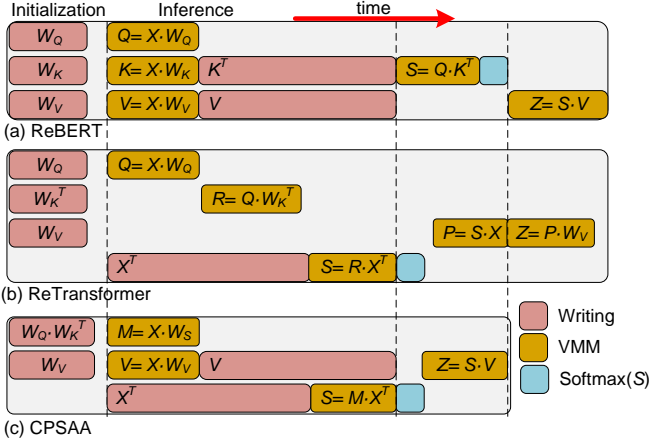 Initialization Inference time
W_Q Q= X·W_Q
W_K K= X·W_K K^T S= Q·K^T
W_V V= X·W_V V Z= S·V
(a) ReBERT
W_Q Q= X·W_Q
W_K^T R= Q·W_K^T
W_V P= S·X Z= P·W_V
X^T S= R·X^T
(b) ReTransformer
W_Q·W_K^T M= X·W_S
W_V V= X·W_V V Z= S·V
X^T S= M·X^T
(c) CPSAA
Writing
VMM
Softmax(S)